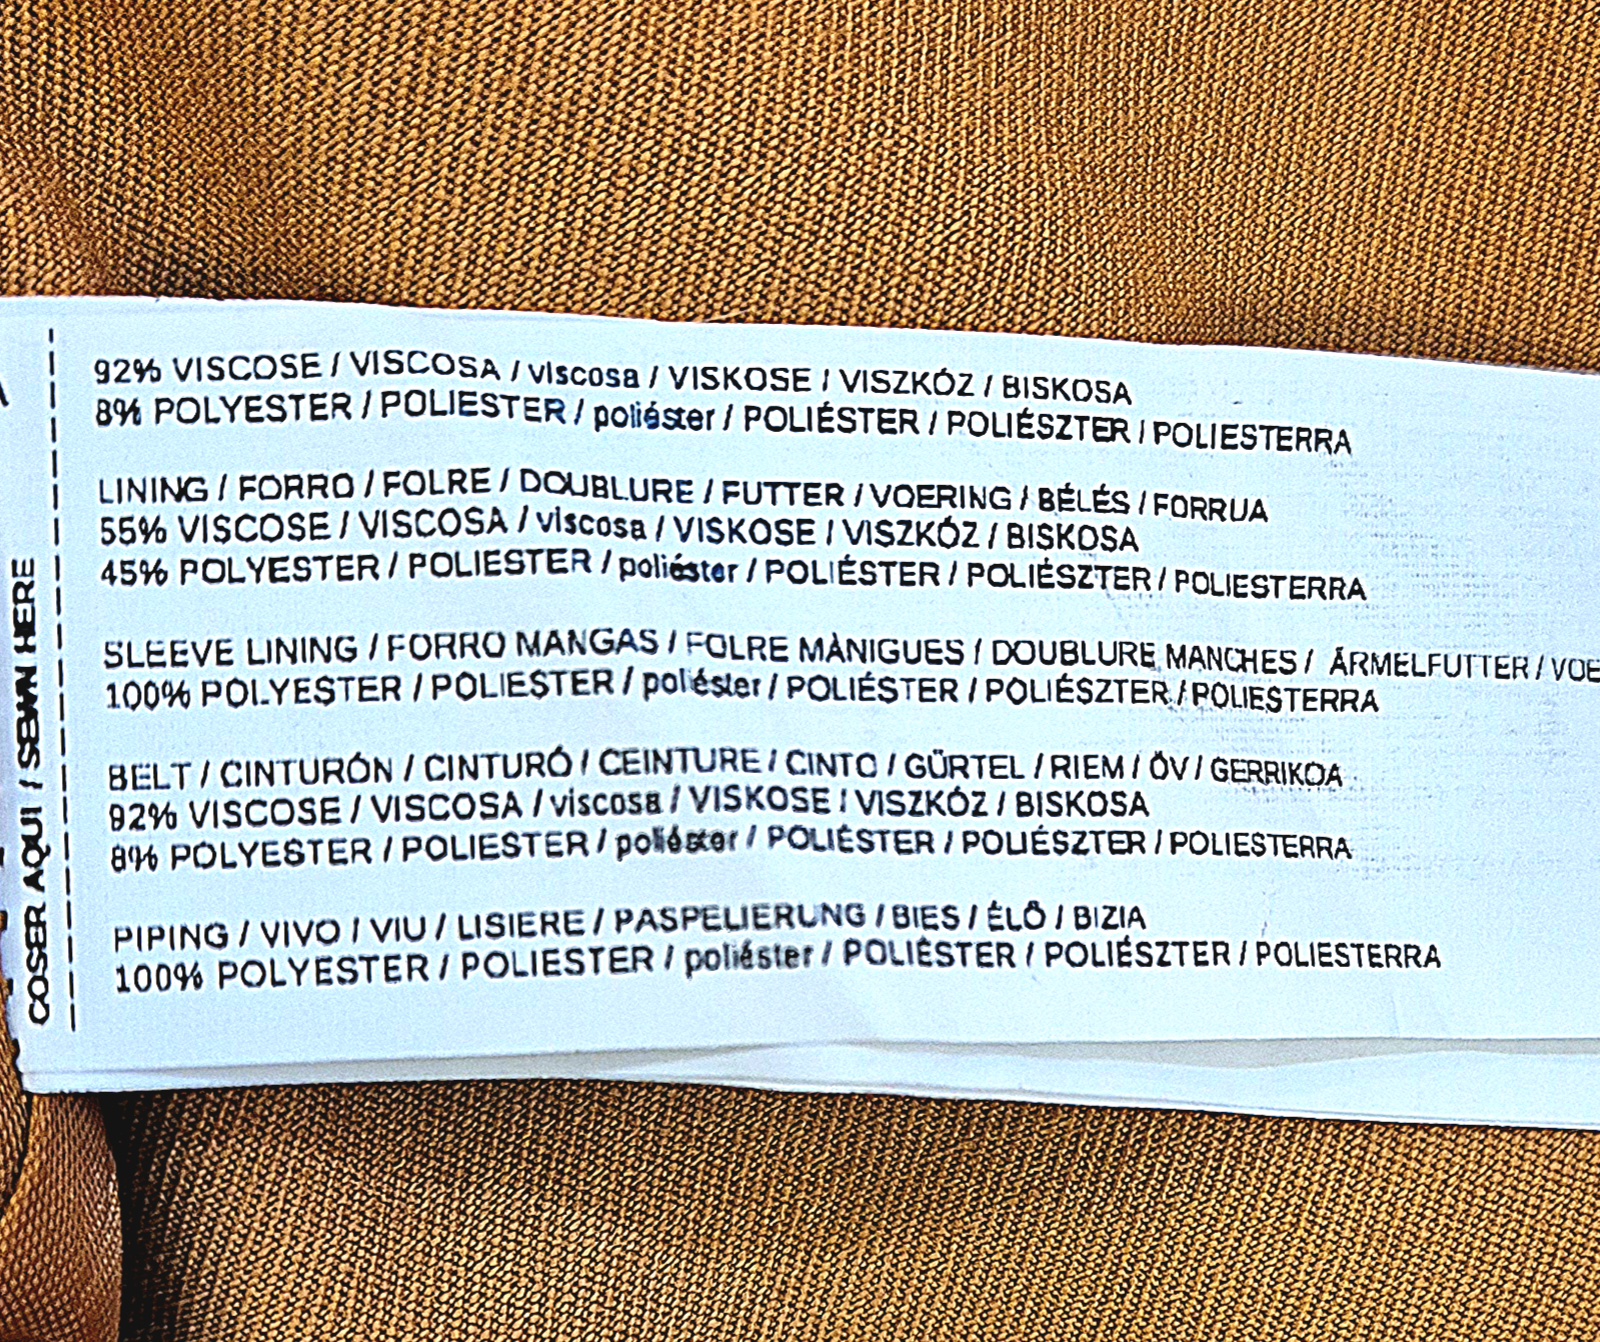 92% VISCOSE / VISCOSA / viscosa / VISKOSE / VISZKÓZ / BISKOSA
8% POLYESTER / POLIESTER / poliéster / POLIÉSTER / POLIÉSZTER / POLIESTERRA
LINING / FORRO / FOLRE / DOUBLURE / FUTTER / VOERING / BÉLÉS / FORRUA
55% VISCOSE / VISCOSA / viscosa / VISKOSE / VISZKÓZ / BISKOSA
45% POLYESTER / POLIESTER / poliéster / POLIÉSTER / POLIÉSZTER / POLIESTERRA
SLEEVE LINING / FORRO MANGAS / FOLRE MÀNIGUES / DOUBLURE MANCHES / ÄRMELFUTTER / VOE
100% POLYESTER / POLIESTER / poliéster / POLIÉSTER / POLIÉSZTER / POLIESTERRA
BELT / CINTURÓN / CINTURÓ / CEINTURE / CINTO / GÜRTEL / RIEM / ÖV / GERRIKOA
92% VISCOSE / VISCOSA / viscosa / VISKOSE / VISZKÓZ / BISKOSA
8% POLYESTER / POLIESTER / poliéster / POLIÉSTER / POLIÉSZTER / POLIESTERRA
PIPING / VIVO / VIU / LISIERE / PASPELIERUNG / BIES / ÉLŐ / BIZIA
100% POLYESTER / POLIESTER / poliéster / POLIÉSTER / POLIÉSZTER / POLIESTERRA
COSER AQUI / SEWN HERE